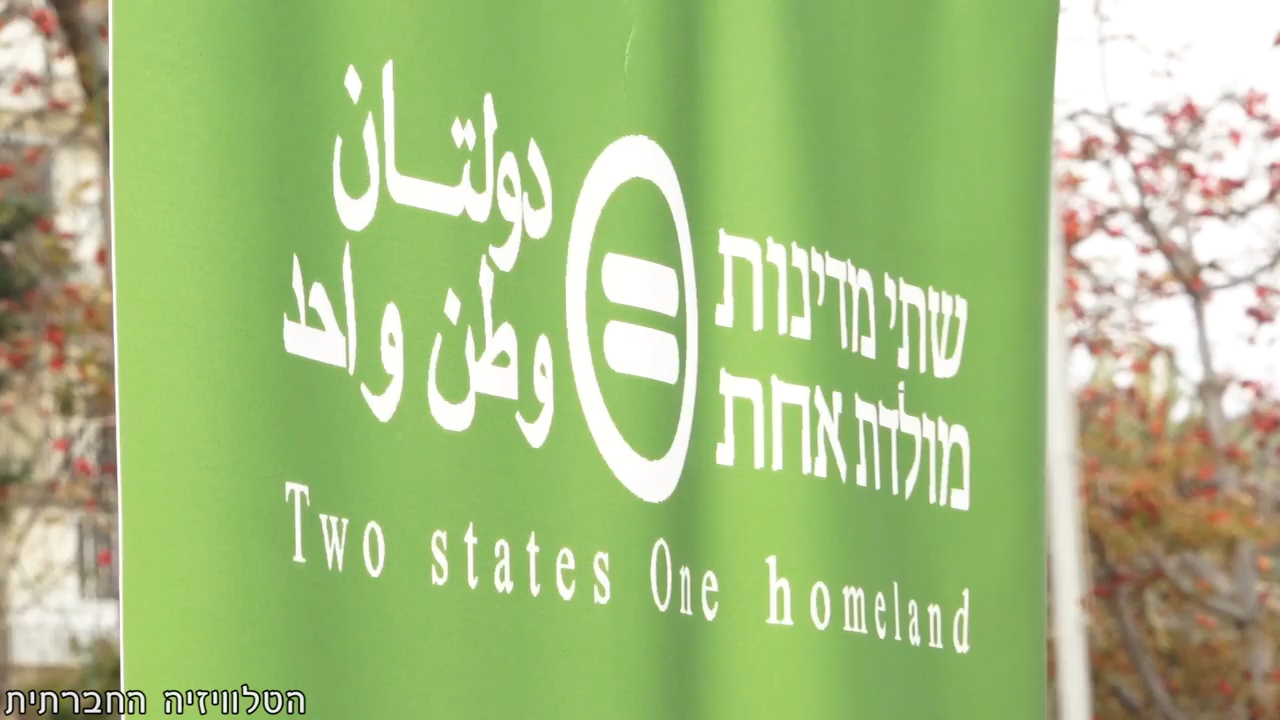 دولتان
وطن واحد
שתי מדינות
מולדת אחת
Two states One homeland
הטלוויזיה החברתית